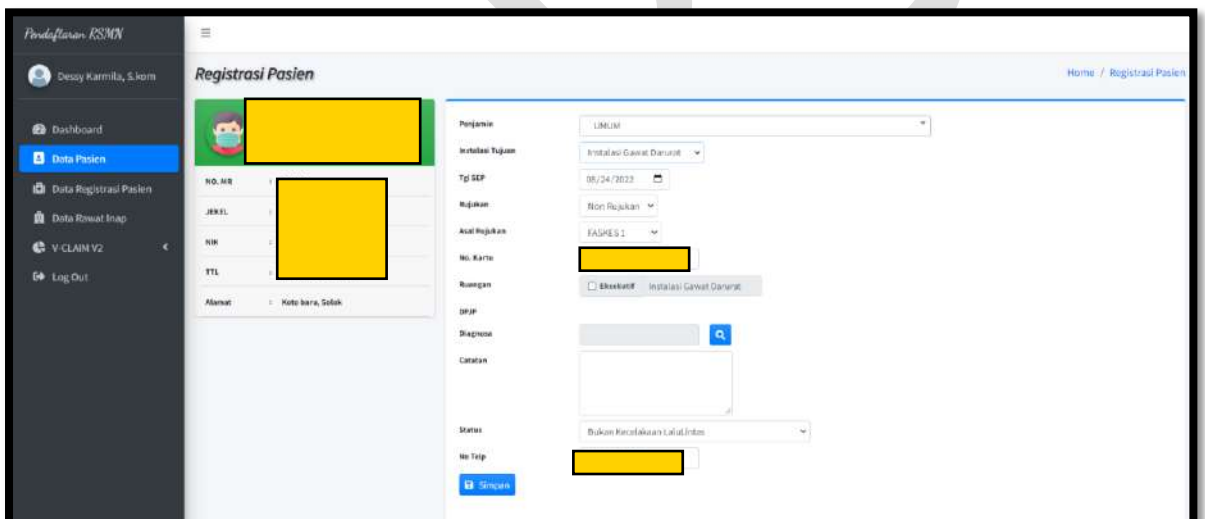 Pendaftaran RSMN
Dessy Karmila, S.kom
Registrasi Pasien
Home / Registrasi Pasien
Dashboard
Data Pasien
Data Registrasi Pasien
Data Rawat Inap
V-CLAIM V2
Log Out
NO. MR :
JEKEL :
NIK :
TTL :
Alamat : Koto baru, Solok
Penjamin UMUM
Instalasi Tujuan Instalasi Gawat Darurat
Tgl SEP 08/24/2022
Rujukan Non Rujukan
Asal Rujukan FASKES 1
No. Kartu
Ruangan Eksekutif Instalasi Gawat Darurat
DPJP
Diagnosa
Catatan
Status Bukan Kecelakaan LaluLintas
No Telp
Simpan